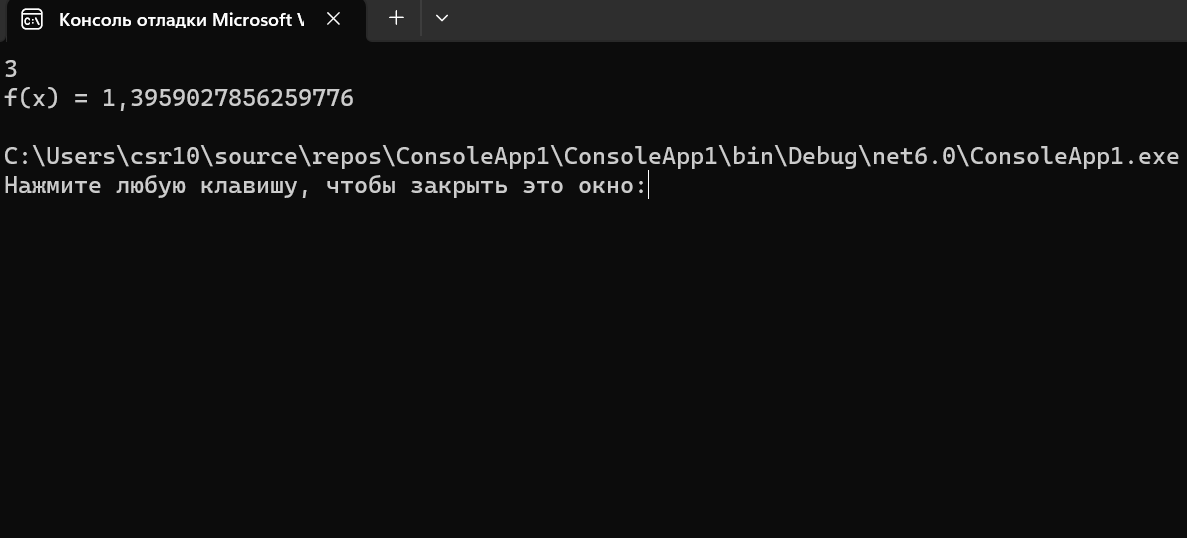 Консоль отладки Microsoft V
3
f(x) = 1,3959027856259776
C:\Users\csr10\source\repos\ConsoleApp1\ConsoleApp1\bin\Debug\net6.0\ConsoleApp1.exe
Нажмите любую клавишу, чтобы закрыть это окно: